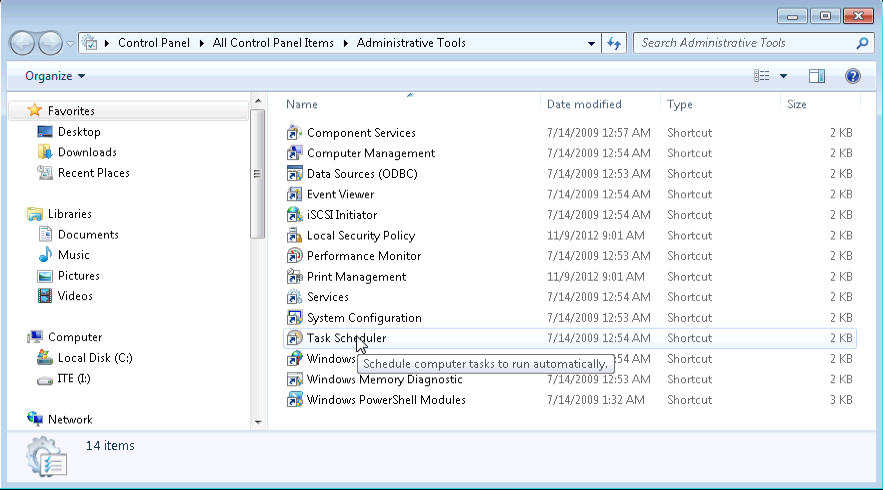 Control Panel All Control Panel Items Administrative Tools Search Administrative Tools
Organize
Favorites
Desktop
Downloads
Recent Places
Libraries
Documents
Music
Pictures
Videos
Computer
Local Disk (C:)
ITE (I:)
Network
Name Date modified Type Size
Component Services 7/14/2009 12:57 AM Shortcut 2 KB
Computer Management 7/14/2009 12:54 AM Shortcut 2 KB
Data Sources (ODBC) 7/14/2009 12:53 AM Shortcut 2 KB
Event Viewer 7/14/2009 12:54 AM Shortcut 2 KB
iSCSI Initiator 7/14/2009 12:54 AM Shortcut 2 KB
Local Security Policy 11/9/2012 9:01 AM Shortcut 2 KB
Performance Monitor 7/14/2009 12:53 AM Shortcut 2 KB
Print Management 11/9/2012 9:01 AM Shortcut 2 KB
Services 7/14/2009 12:54 AM Shortcut 2 KB
System Configuration 7/14/2009 12:53 AM Shortcut 2 KB
Task Scheduler 7/14/2009 12:54 AM Shortcut 2 KB
Windows :54 AM Shortcut 2 KB
Schedule computer tasks to run automatically.
Windows Memory Diagnostic 7/14/2009 12:53 AM Shortcut 2 KB
Windows PowerShell Modules 7/14/2009 1:32 AM Shortcut 3 KB
14 items